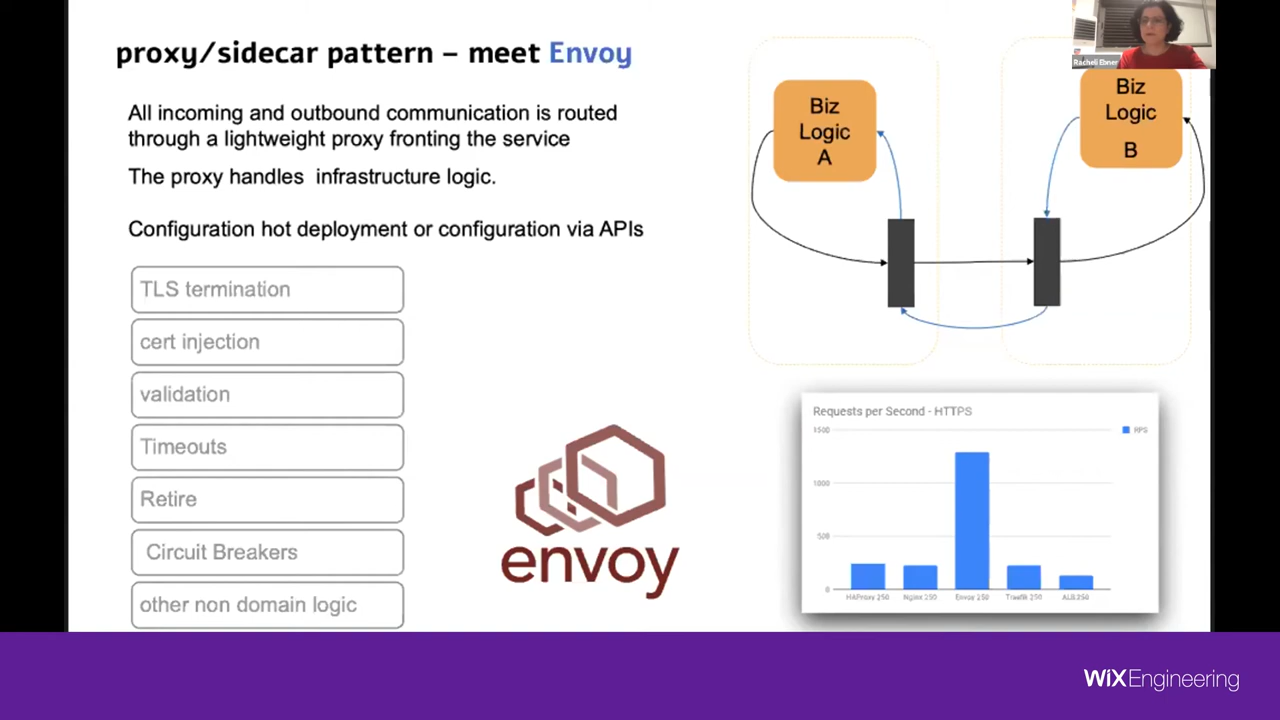 proxy/sidecar pattern – meet Envoy
All incoming and outbound communication is routed
through a lightweight proxy fronting the service
The proxy handles infrastructure logic.
Configuration hot deployment or configuration via APIs
TLS termination
cert injection
validation
Timeouts
Retire
Circuit Breakers
other non domain logic
envoy
Biz
Logic
A
Racheli Ebner
Biz
Logic
B
Requests per Second - HTTPS
RPS
1500
1000
500
0
HAProxy 250
Nginx 250
Envoy 250
Traefik 250
ALB 250
WiXEngineering